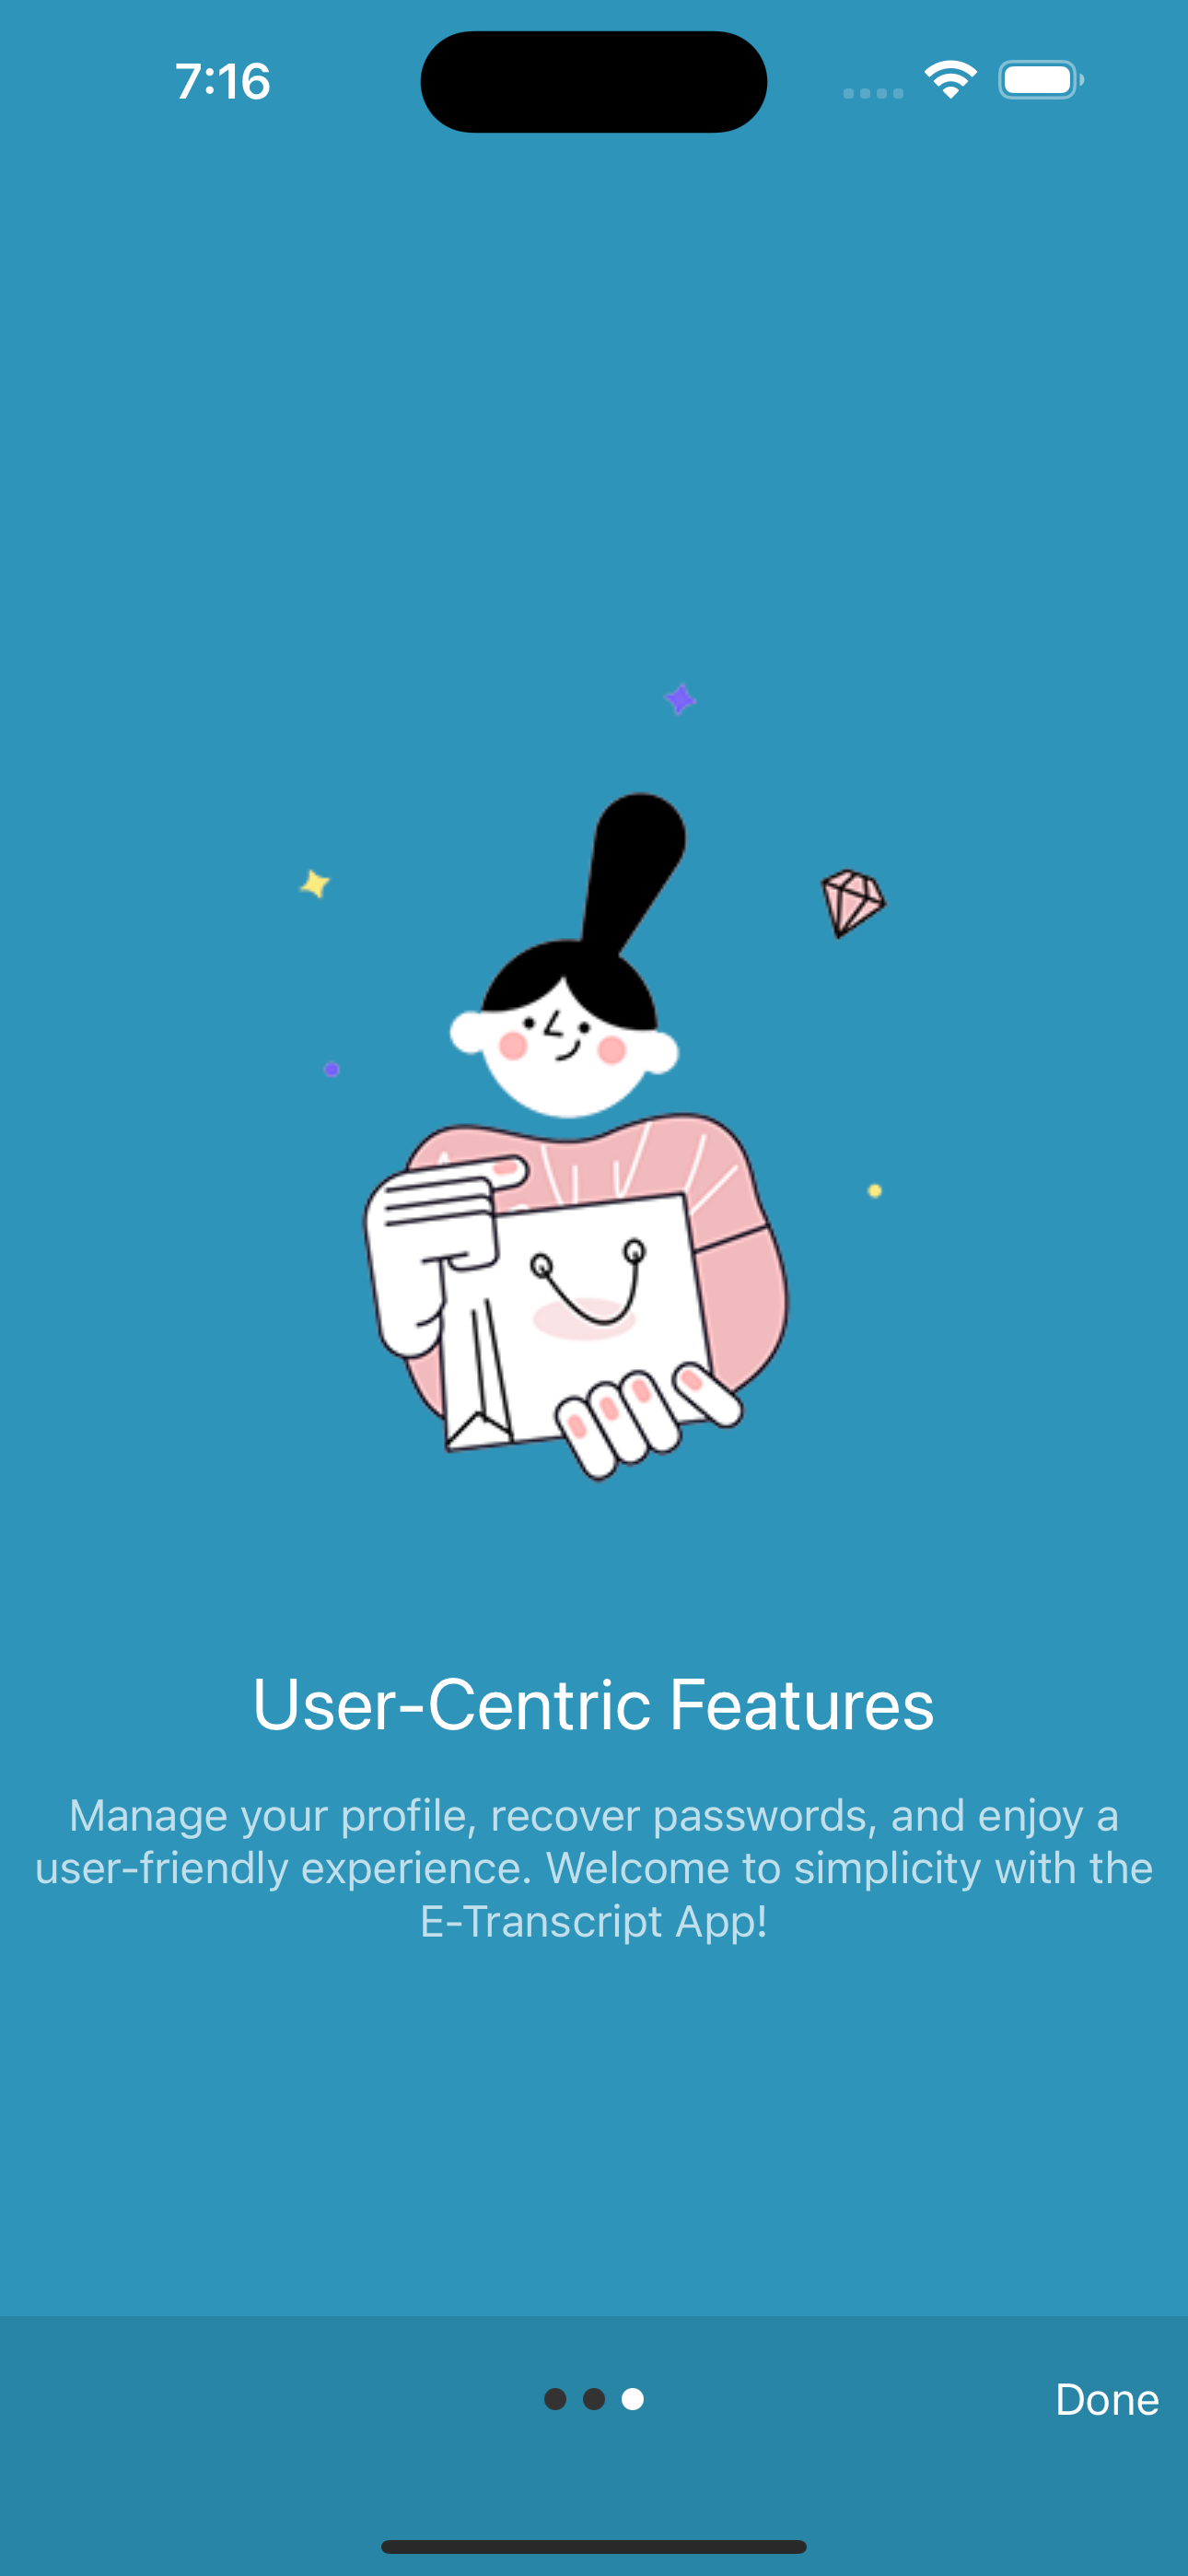 7:16
User-Centric Features
Manage your profile, recover passwords, and enjoy a
user-friendly experience. Welcome to simplicity with the
E-Transcript App!
Done